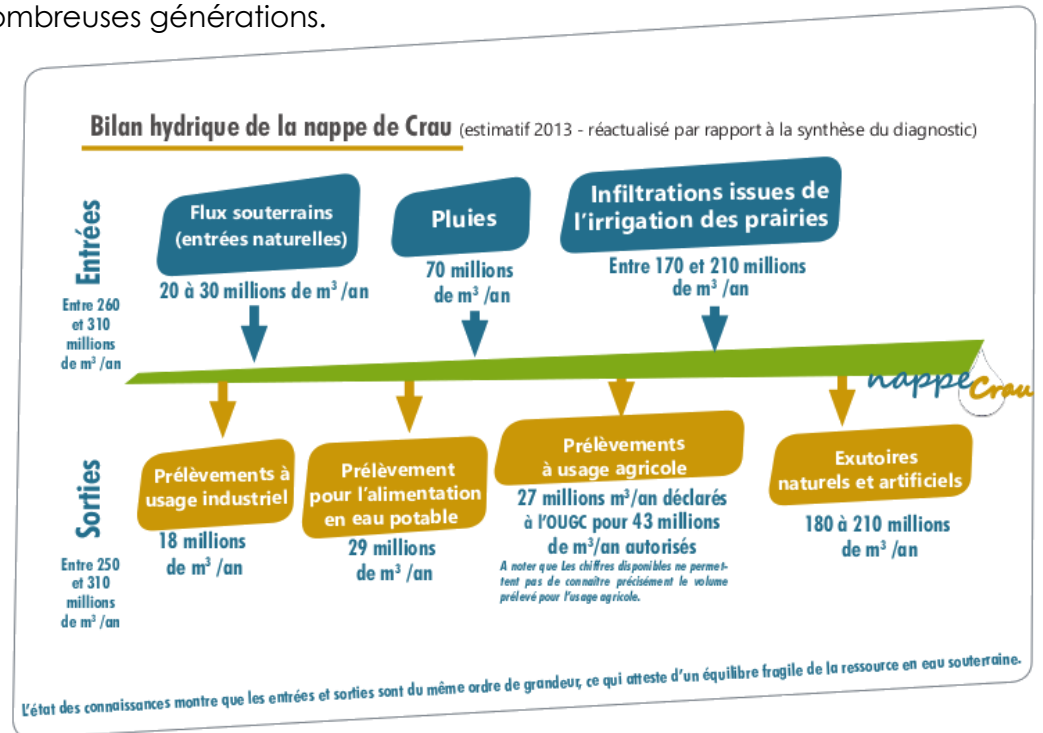 ombreuses générations.
Bilan hydrique de la nappe de Crau (estimatif 2013 - réactualisé par rapport à la synthèse du diagnostic)
Entrées
Entre 260
et 310
millions
de m³ /an
Flux souterrains
(entrées naturelles)
20 à 30 millions de m³ /an
Pluies
70 millions
de m³ /an
Infiltrations issues de
l'irrigation des prairies
Entre 170 et 210 millions
de m³ /an
nappe Crau
Sorties
Entre 250
et 310
millions
de m³ /an
Prélèvements à
usage industriel
18 millions
de m³ /an
Prélèvement
pour l'alimentation
en eau potable
29 millions
de m³ /an
Prélèvements
à usage agricole
27 millions m³/an déclarés
à l'OUGC pour 43 millions
de m³/an autorisés
A noter que Les chiffres disponibles ne permet-
tent pas de connaître précisément le volume
prélevé pour l'usage agricole.
Exutoires
naturels et artificiels
180 à 210 millions
de m³ /an
L'état des connaissances montre que les entrées et sorties sont du même ordre de grandeur, ce qui atteste d'un équilibre fragile de la ressource en eau souterraine.